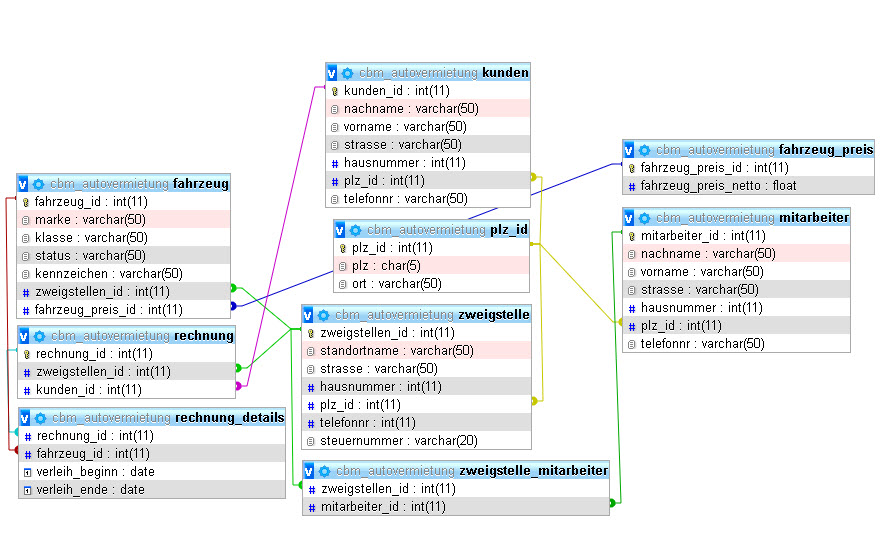 cbm_autovermietung kunden
kunden_id : int(11)
nachname : varchar(50)
vorname : varchar(50)
strasse : varchar(50)
hausnummer : int(11)
plz_id : int(11)
telefonnr : varchar(50)
cbm_autovermietung fahrzeug_preis
fahrzeug_preis_id : int(11)
fahrzeug_preis_netto : float
cbm_autovermietung fahrzeug
fahrzeug_id : int(11)
marke : varchar(50)
klasse : varchar(50)
status : varchar(50)
kennzeichen : varchar(50)
zweigstellen_id : int(11)
fahrzeug_preis_id : int(11)
cbm_autovermietung plz_id
plz_id : int(11)
plz : char(5)
ort : varchar(50)
cbm_autovermietung mitarbeiter
mitarbeiter_id : int(11)
nachname : varchar(50)
vorname : varchar(50)
strasse : varchar(50)
hausnummer : int(11)
plz_id : int(11)
telefonnr : varchar(50)
cbm_autovermietung rechnung
rechnung_id : int(11)
zweigstellen_id : int(11)
kunden_id : int(11)
cbm_autovermietung zweigstelle
zweigstellen_id : int(11)
standortname : varchar(50)
strasse : varchar(50)
hausnummer : int(11)
plz_id : int(11)
telefonnr : int(11)
steuernummer : varchar(20)
cbm_autovermietung rechnung_details
rechnung_id : int(11)
fahrzeug_id : int(11)
verleih_beginn : date
verleih_ende : date
cbm_autovermietung zweigstelle_mitarbeiter
zweigstellen_id : int(11)
mitarbeiter_id : int(11)